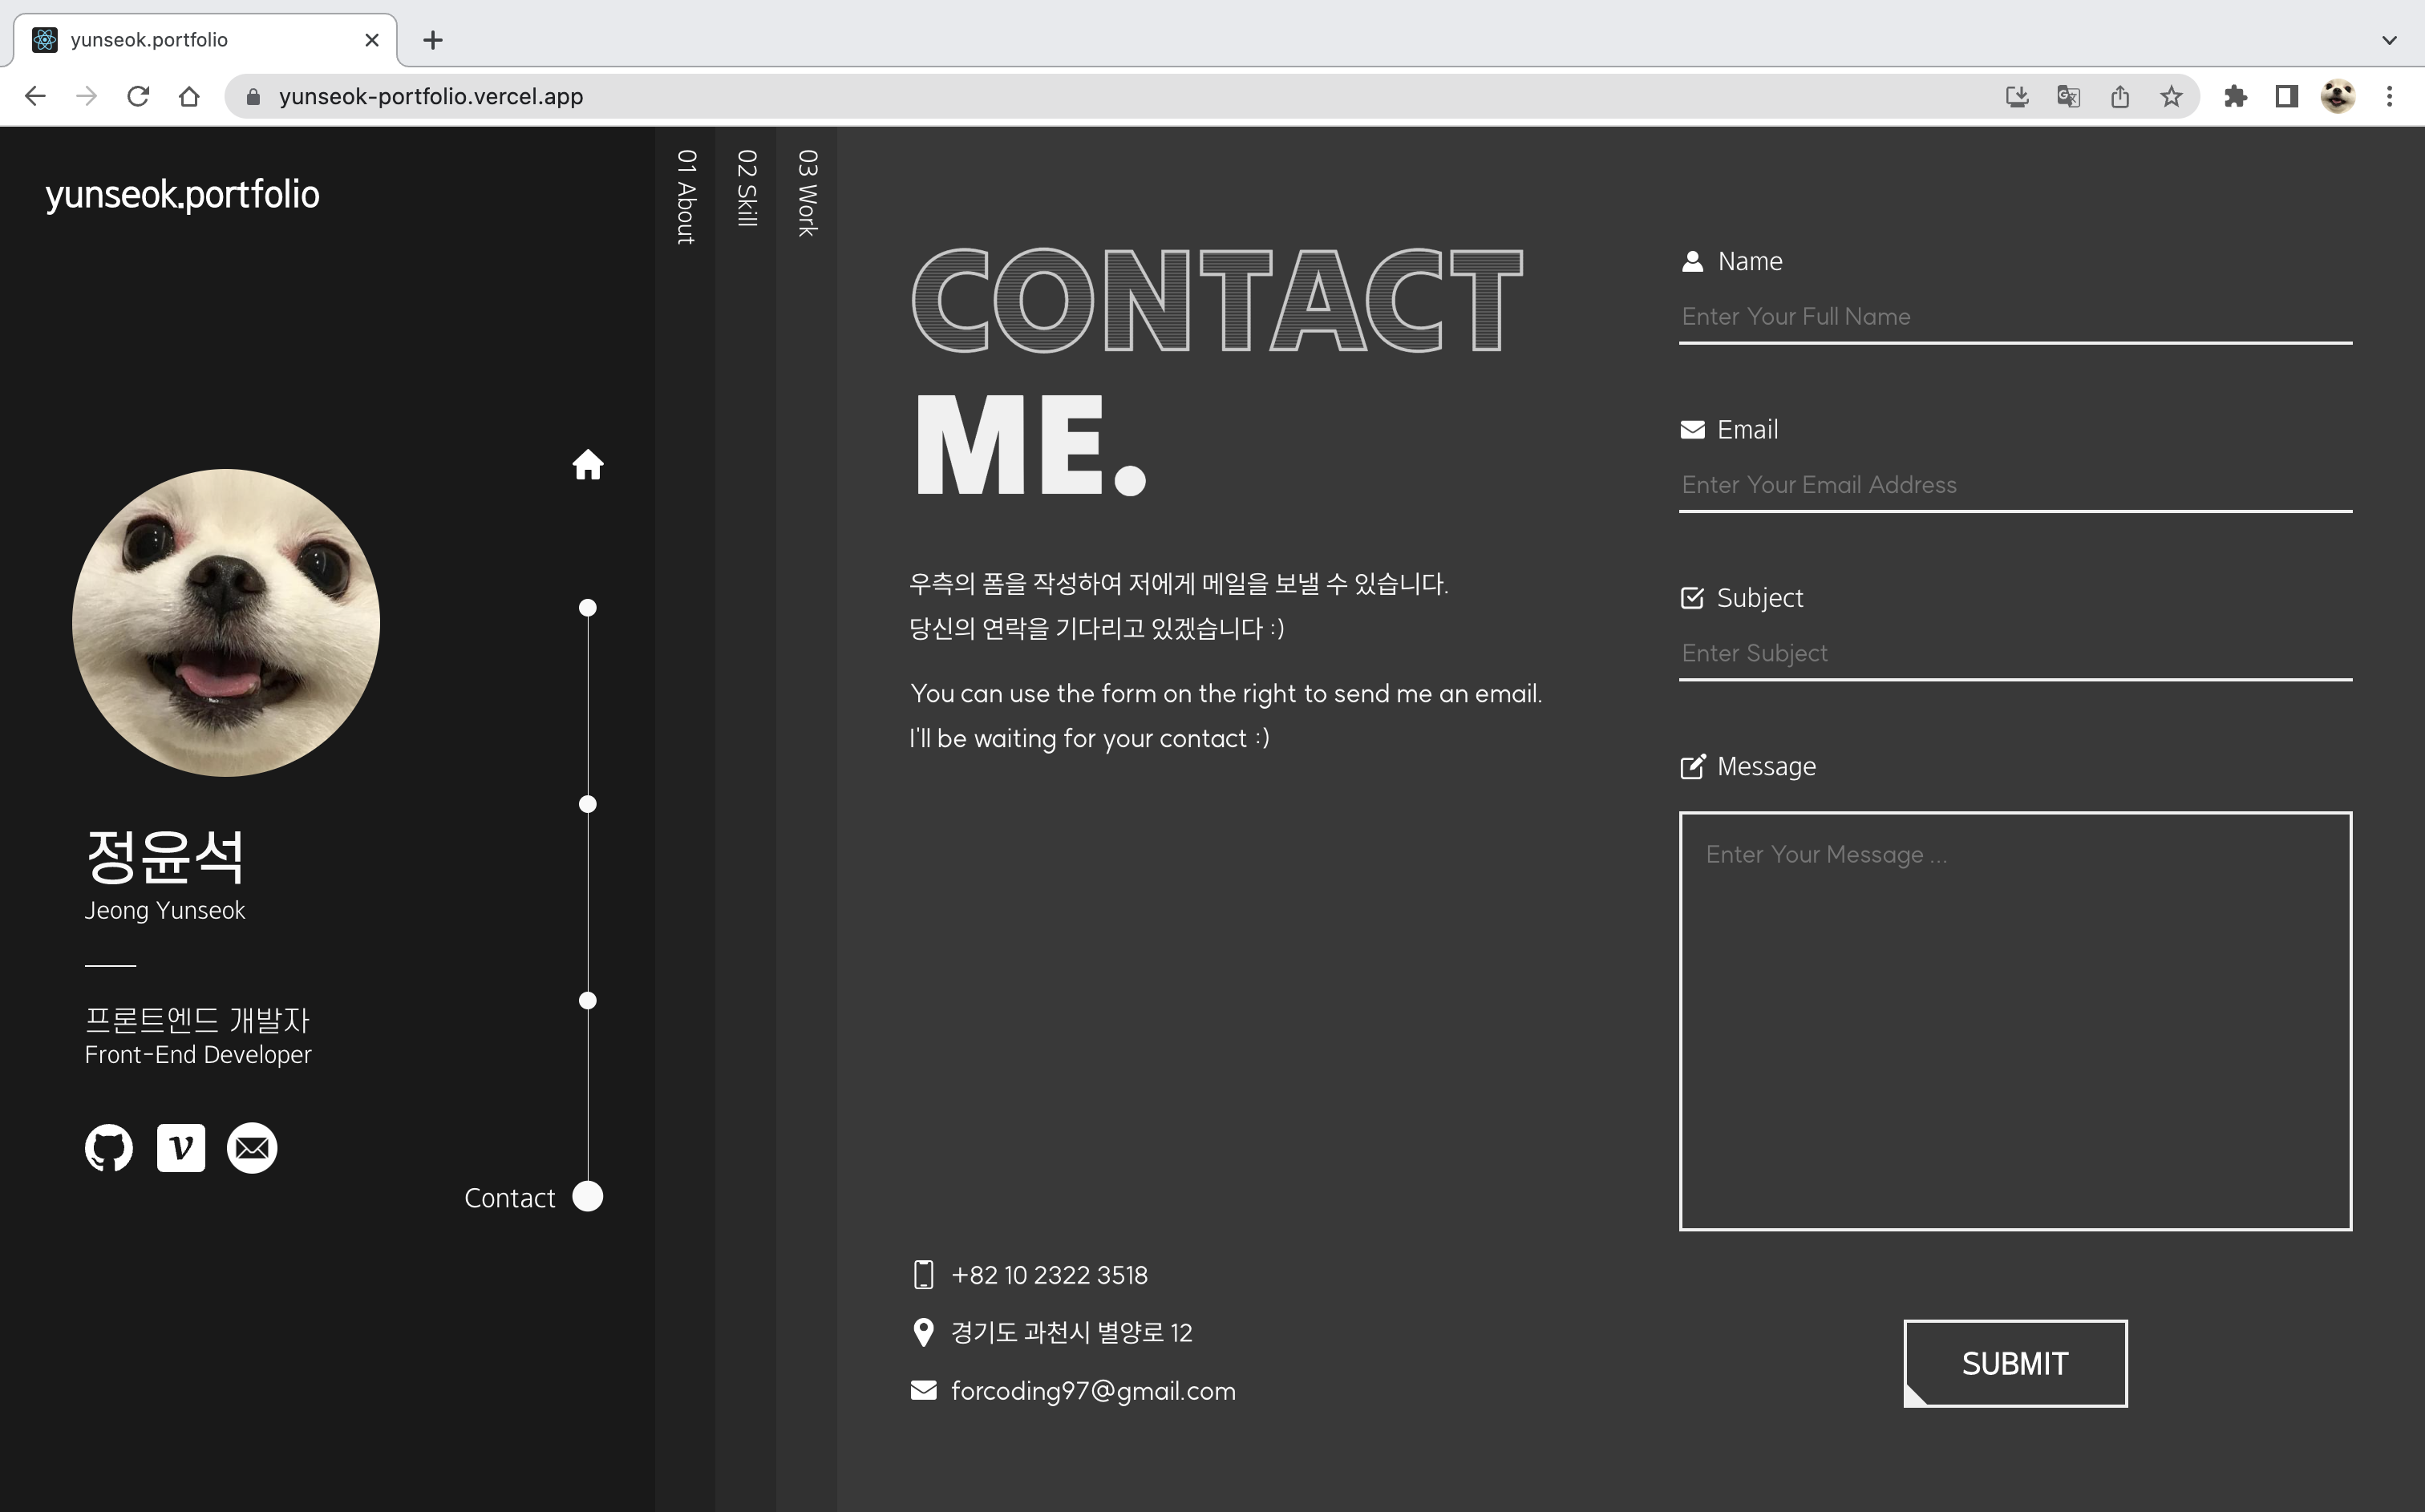 yunseok.portfolio
yunseok-portfolio.vercel.app
yunseok.portfolio
정윤석
Jeong Yunseok
프론트엔드 개발자
Front-End Developer
Contact
01 About
02 Skill
03 Work
CONTACT
ME.
우측의 폼을 작성하여 저에게 메일을 보낼 수 있습니다.
당신의 연락을 기다리고 있겠습니다 :)
You can use the form on the right to send me an email.
I'll be waiting for your contact :)
+82 10 2322 3518
경기도 과천시 별양로 12
forcoding97@gmail.com
Name
Enter Your Full Name
Email
Enter Your Email Address
Subject
Enter Subject
Message
Enter Your Message ...
SUBMIT